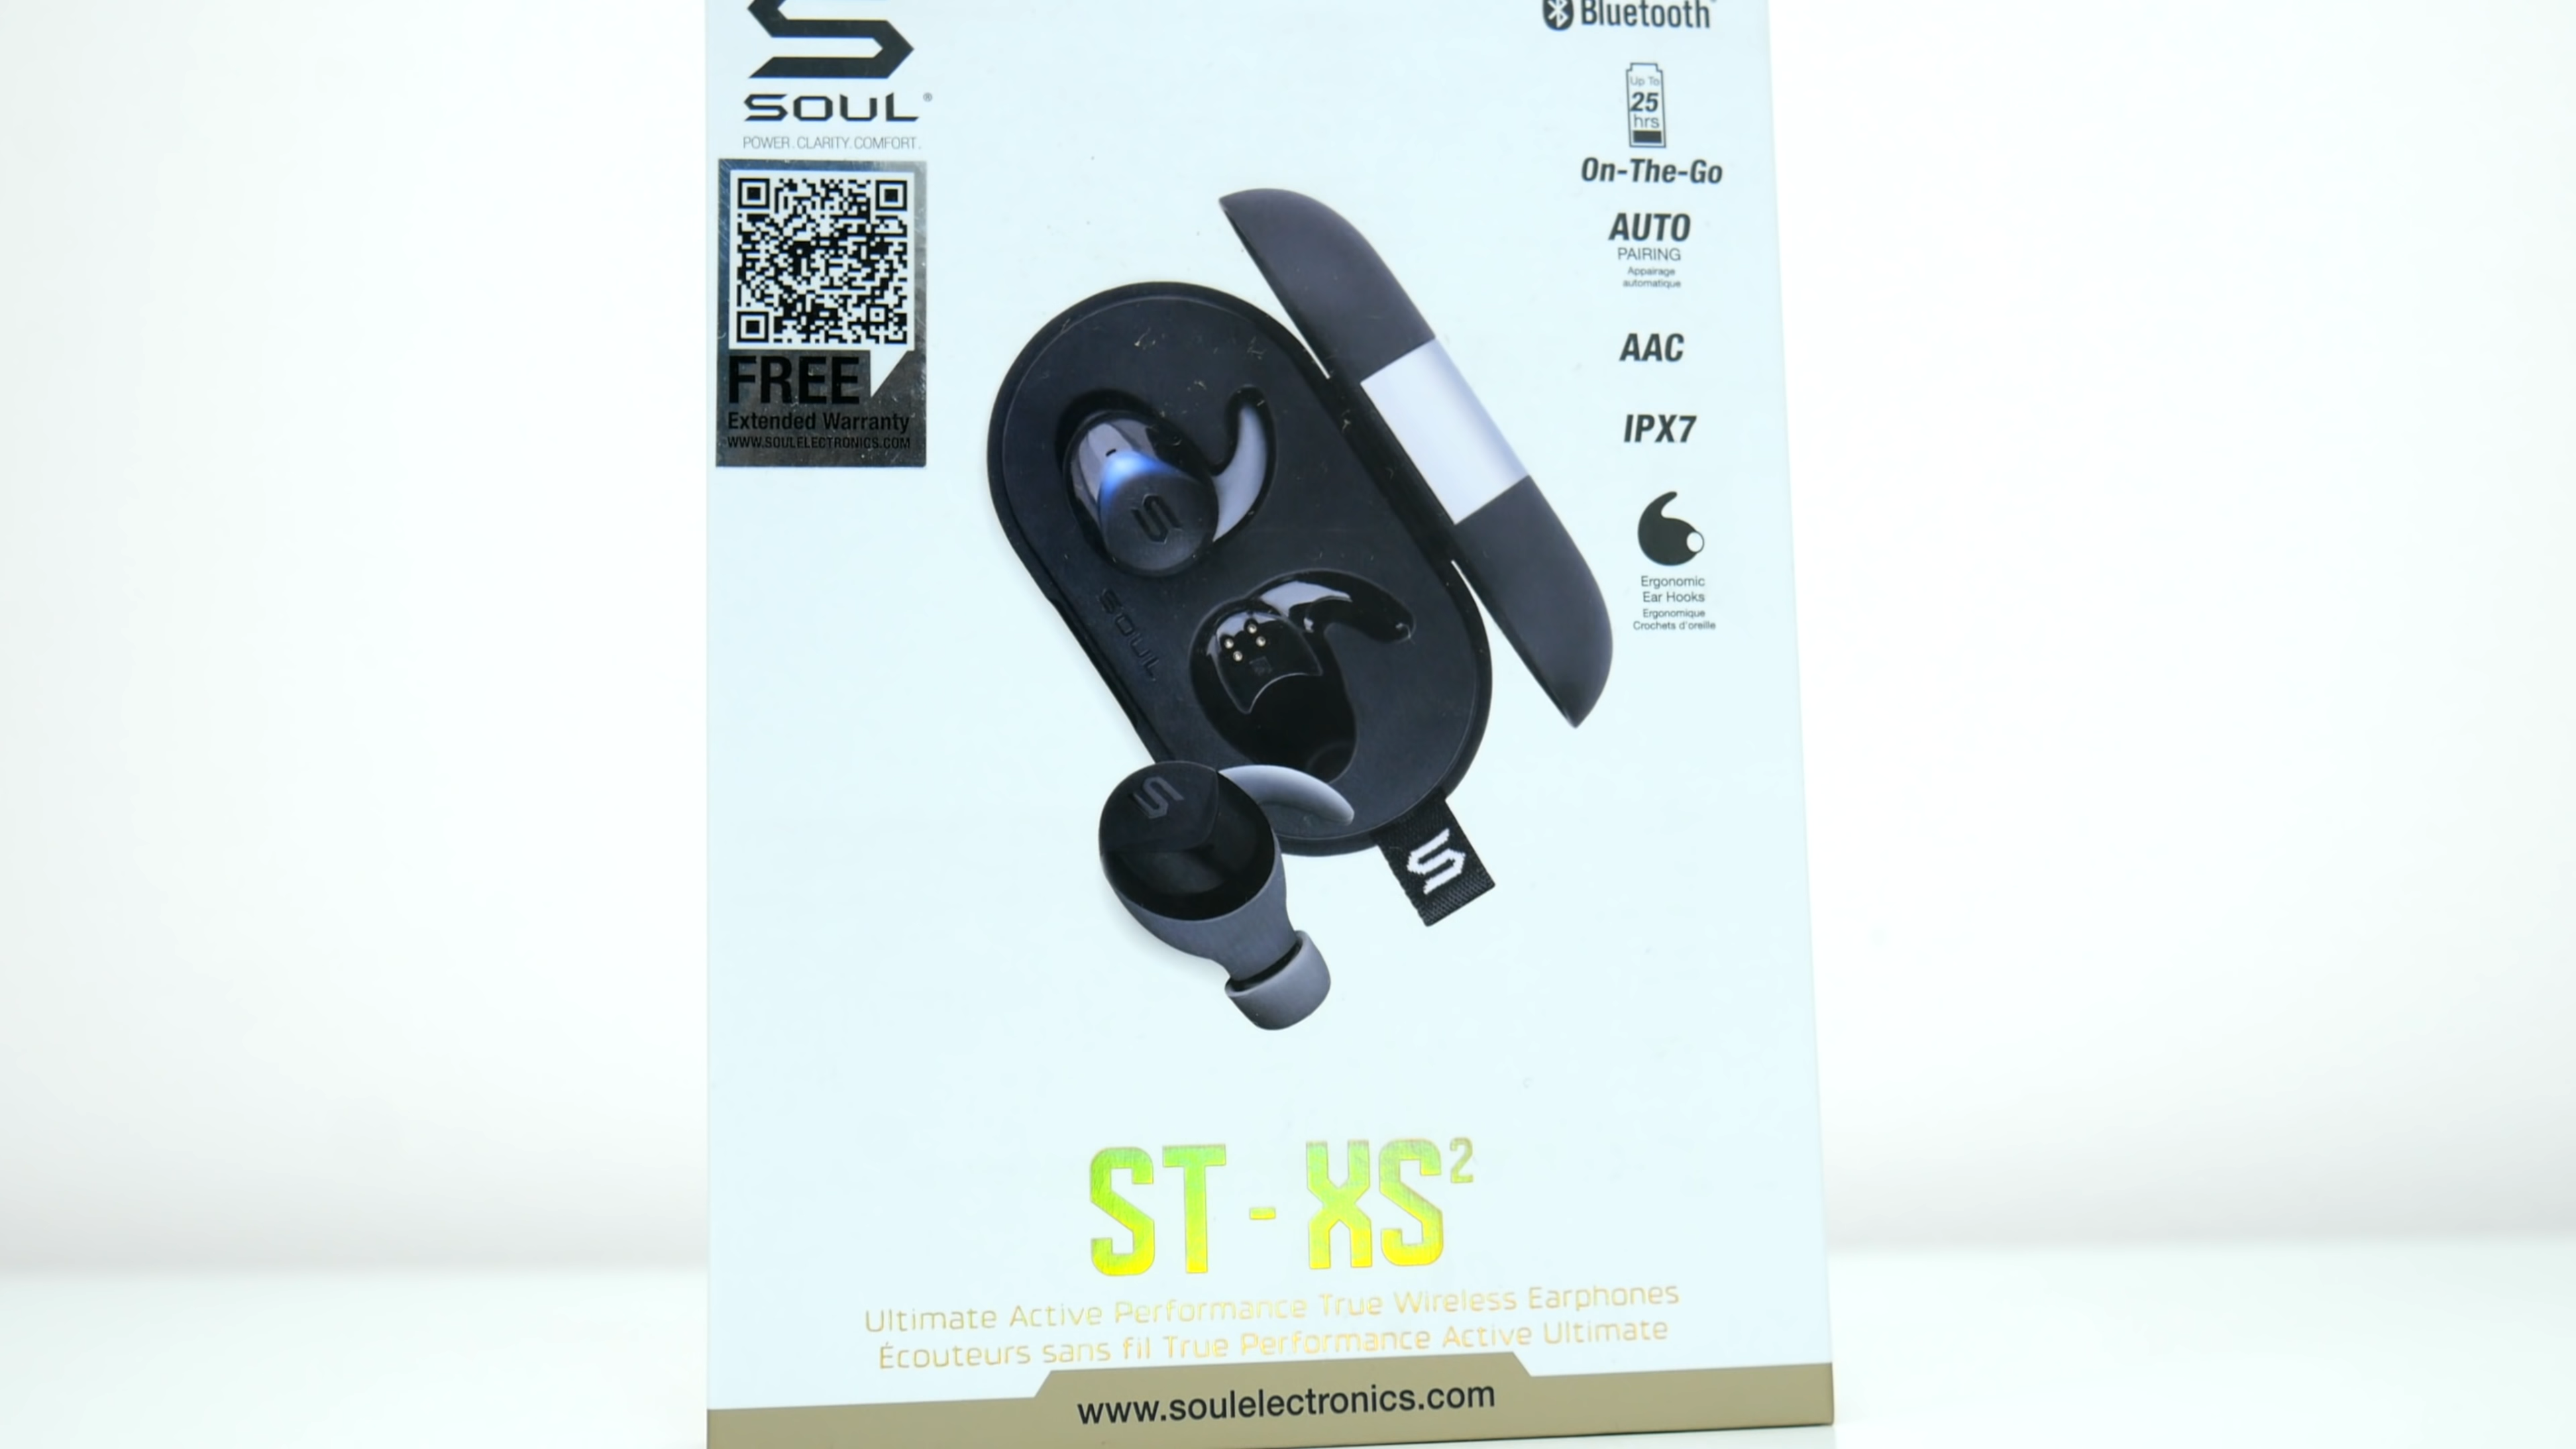 SOUL®
POWER.CLARITY.COMFORT.
FREE
Extended Warranty
WWW.SOULELECTRONICS.COM
Bluetooth®
Up To
25
hrs
On-The-Go
AUTO
PAIRING
Appairage
automatique
AAC
IPX7
Ergonomic
Ear Hooks
Ergonomique
Crochets d'oreille
SOUL
ST-XS²
Ultimate Active Performance True Wireless Earphones
Écouteurs sans fil True Performance Active Ultimate
www.soulelectronics.com